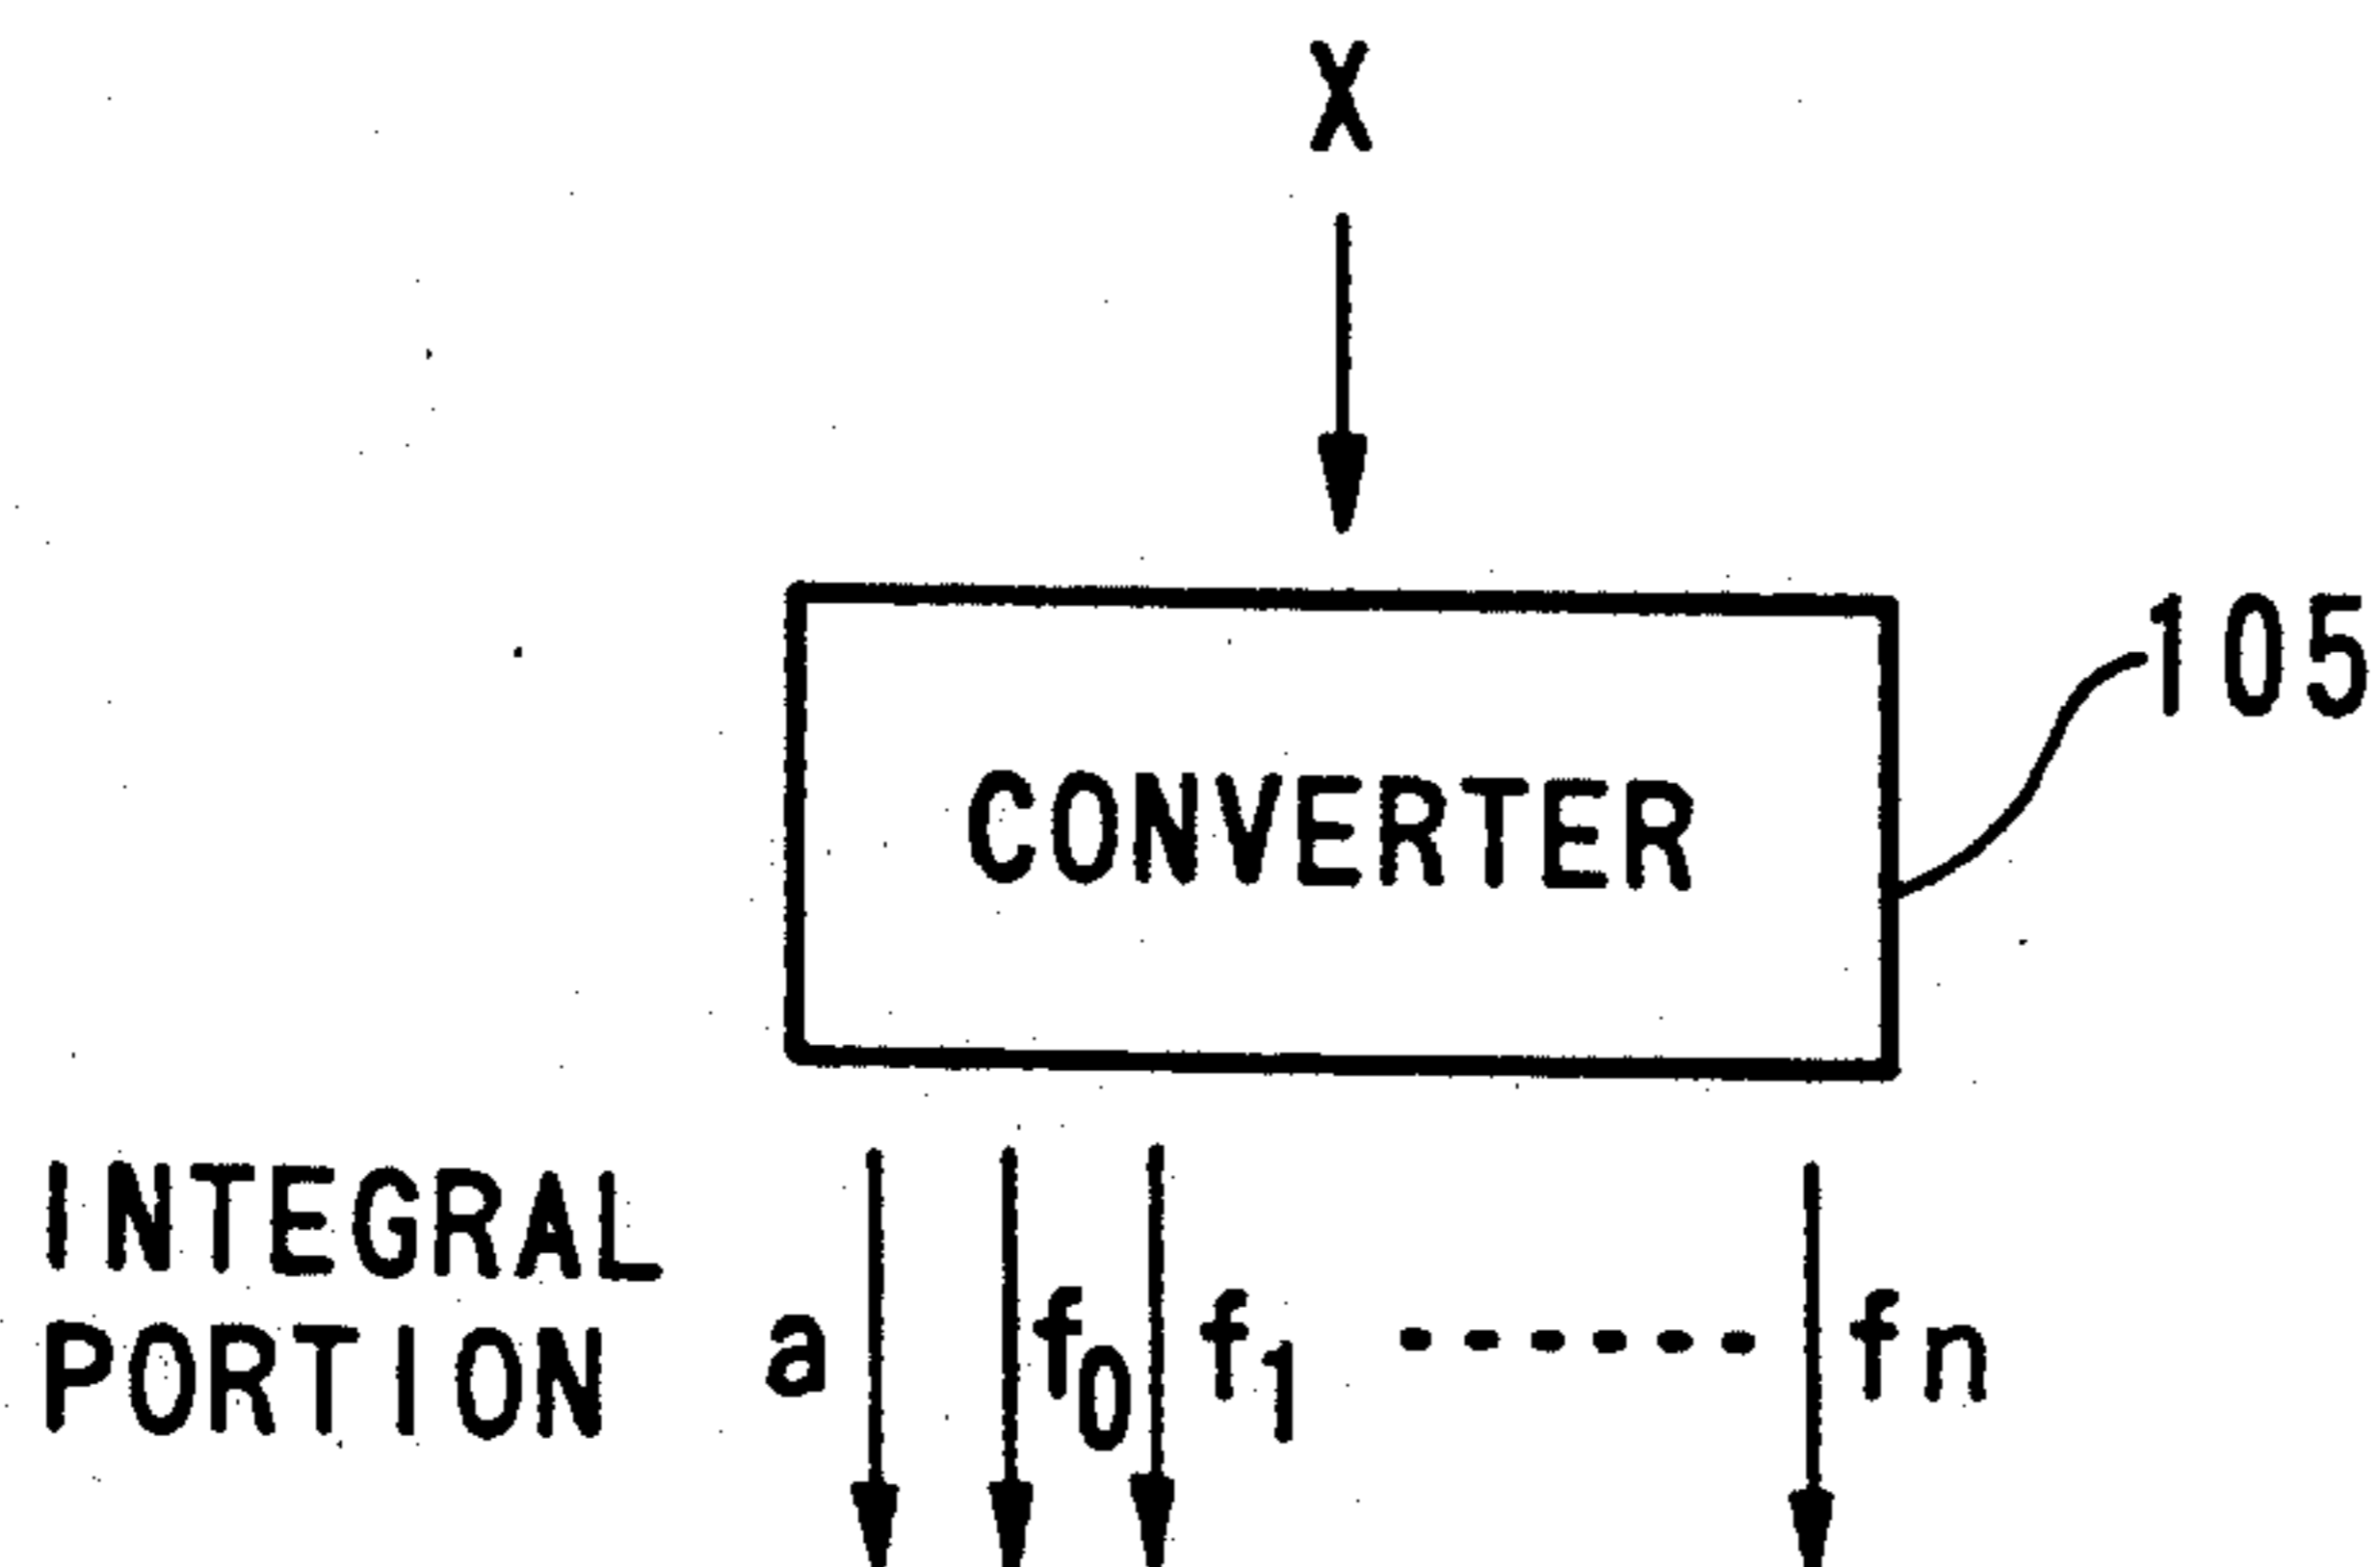 X
105
CONVERTER
INTEGRAL
PORTION
a f0 f1 ------ fn